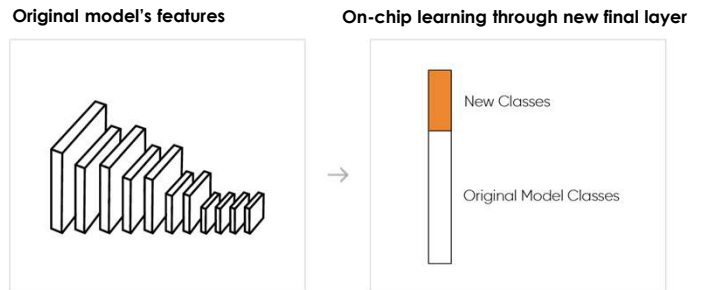 Original model’s features
On-chip learning through new final layer
New Classes
Original Model Classes